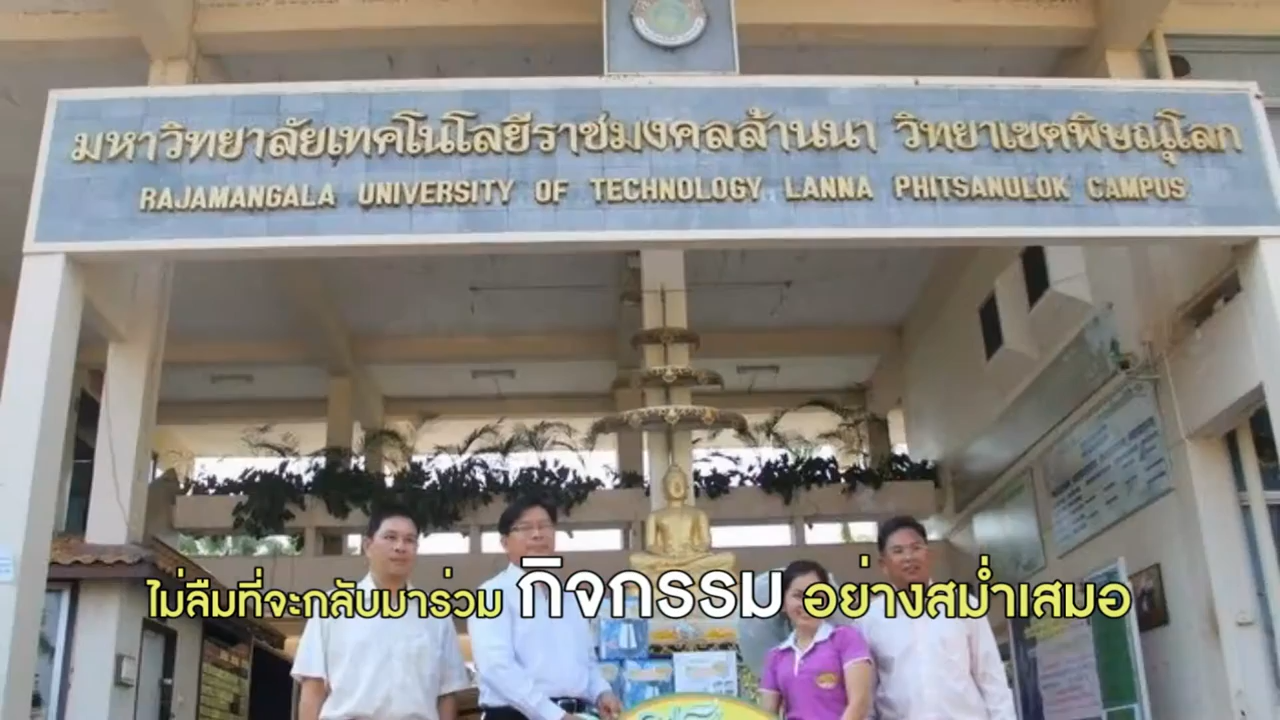 มหาวิทยาลัยเทคโนโลยีราชมงคลล้านนา วิทยาเขตพิษณุโลก
RAJAMANGALA UNIVERSITY OF TECHNOLOGY LANNA PHITSANULOK CAMPUS
ไม่ลืมที่จะกลับมาร่วม กิจกรรม อย่างสม่ำเสมอ